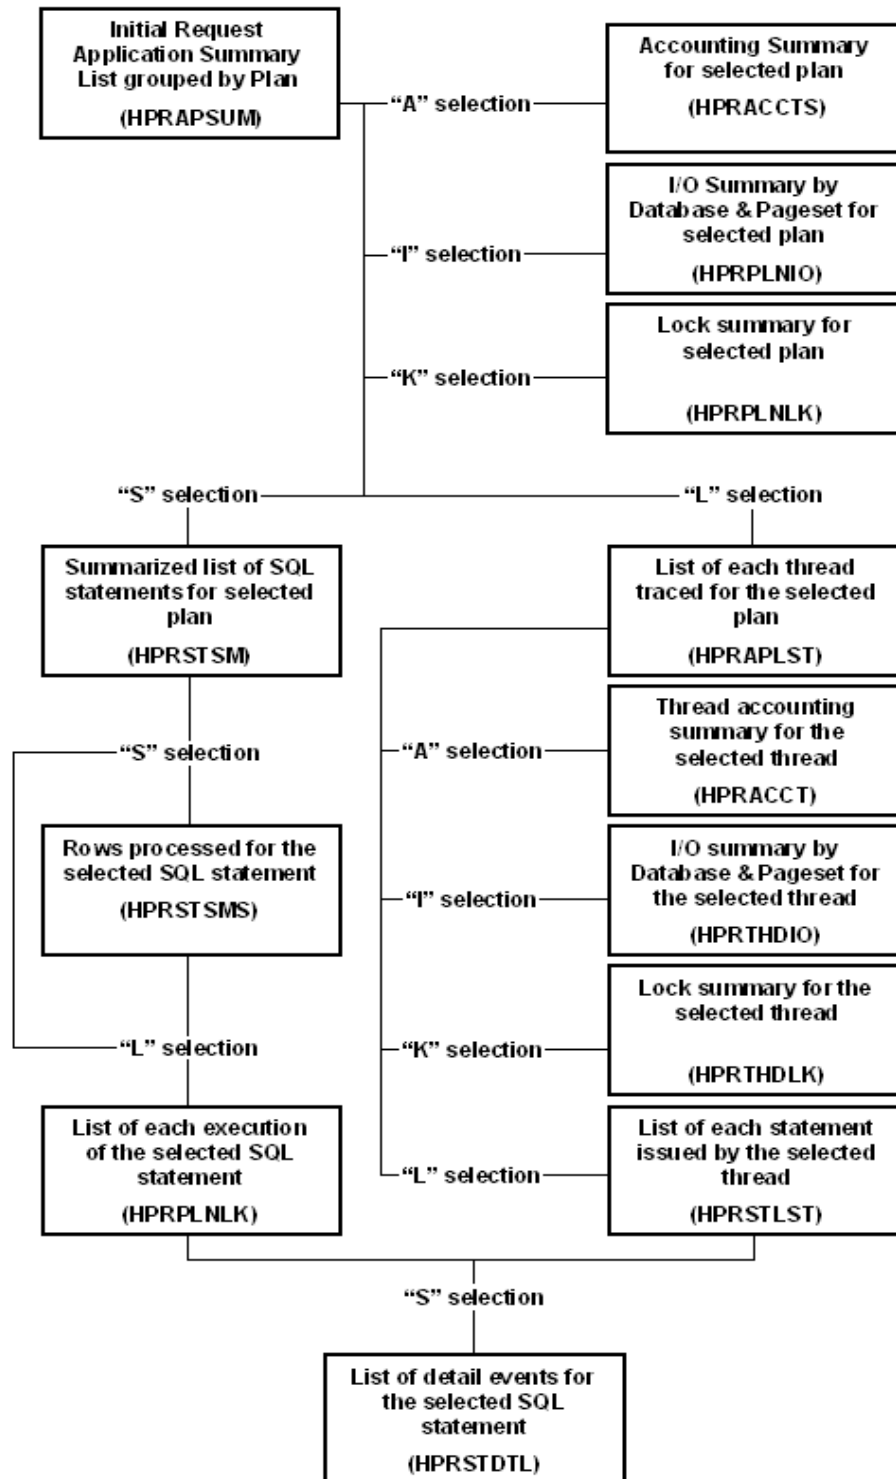 Initial Request
Application Summary
List grouped by Plan
(HPRAPSUM)
“A” selection
Accounting Summary
for selected plan
(HPRACCTS)
“I” selection
I/O Summary by
Database & Pageset for
selected plan
(HPRPLNIO)
“K” selection
Lock summary for
selected plan
(HPRPLNLK)
“S” selection
“L” selection
Summarized list of SQL
statements for selected
plan
(HPRSTSM)
List of each thread
traced for the selected
plan
(HPRAPLST)
“S” selection
“A” selection
Thread accounting
summary for the
selected thread
(HPRACCT)
Rows processed for the
selected SQL statement
(HPRSTSMS)
“I” selection
I/O summary by
Database & Pageset for
the selected thread
(HPRTHDIO)
“L” selection
“K” selection
Lock summary for the
selected thread
(HPRTHDLK)
List of each execution
of the selected SQL
statement
(HPRPLNLK)
“L” selection
List of each statement
issued by the selected
thread
(HPRSTLST)
“S” selection
List of detail events for
the selected SQL
statement
(HPRSTDTL)